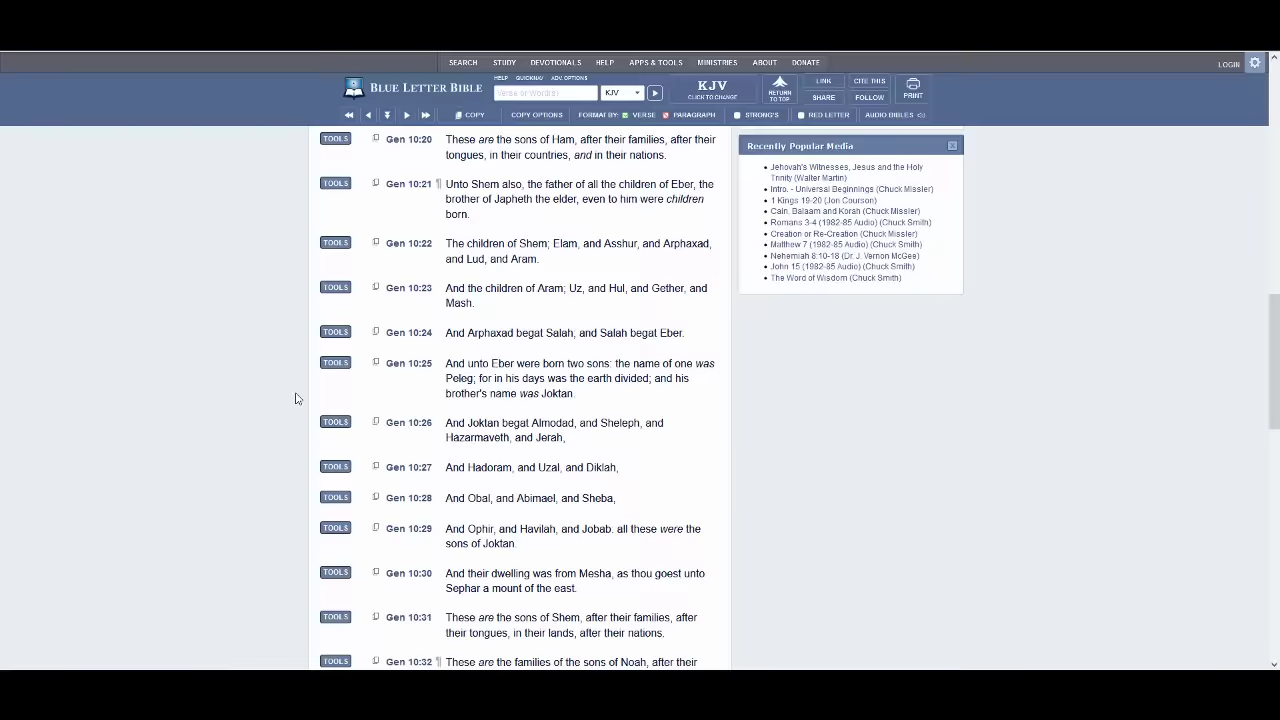 SEARCH STUDY DEVOTIONALS HELP APPS & TOOLS MINISTRIES ABOUT DONATE
LOGIN
BLUE LETTER BIBLE
HELP QUICKNAV ADV. OPTIONS
Verse or Word(s)
KJV
KJV
CLICK TO CHANGE
RETURN
TO TOP
LINK
CITE THIS
SHARE
FOLLOW
PRINT
COPY COPY OPTIONS FORMAT BY: VERSE PARAGRAPH STRONG'S RED LETTER AUDIO BIBLES
TOOLS Gen 10:20 These are the sons of Ham, after their families, after their
tongues, in their countries, and in their nations.
TOOLS Gen 10:21 ¶ Unto Shem also, the father of all the children of Eber, the
brother of Japheth the elder, even to him were children
born.
TOOLS Gen 10:22 The children of Shem; Elam, and Asshur, and Arphaxad,
and Lud, and Aram.
TOOLS Gen 10:23 And the children of Aram; Uz, and Hul, and Gether, and
Mash.
TOOLS Gen 10:24 And Arphaxad begat Salah; and Salah begat Eber.
TOOLS Gen 10:25 And unto Eber were born two sons: the name of one was
Peleg; for in his days was the earth divided; and his
brother's name was Joktan.
TOOLS Gen 10:26 And Joktan begat Almodad, and Sheleph, and
Hazarmaveth, and Jerah,
TOOLS Gen 10:27 And Hadoram, and Uzal, and Diklah,
TOOLS Gen 10:28 And Obal, and Abimael, and Sheba,
TOOLS Gen 10:29 And Ophir, and Havilah, and Jobab: all these were the
sons of Joktan.
TOOLS Gen 10:30 And their dwelling was from Mesha, as thou goest unto
Sephar a mount of the east.
TOOLS Gen 10:31 These are the sons of Shem, after their families, after
their tongues, in their lands, after their nations.
TOOLS Gen 10:32 ¶ These are the families of the sons of Noah, after their
Recently Popular Media
• Jehovah's Witnesses, Jesus and the Holy
Trinity (Walter Martin)
• Intro. - Universal Beginnings (Chuck Missler)
• 1 Kings 19-20 (Jon Courson)
• Cain, Balaam and Korah (Chuck Missler)
• Romans 3-4 (1982-85 Audio) (Chuck Smith)
• Creation or Re-Creation (Chuck Missler)
• Matthew 7 (1982-85 Audio) (Chuck Smith)
• Nehemiah 8:10-18 (Dr. J. Vernon McGee)
• John 15 (1982-85 Audio) (Chuck Smith)
• The Word of Wisdom (Chuck Smith)